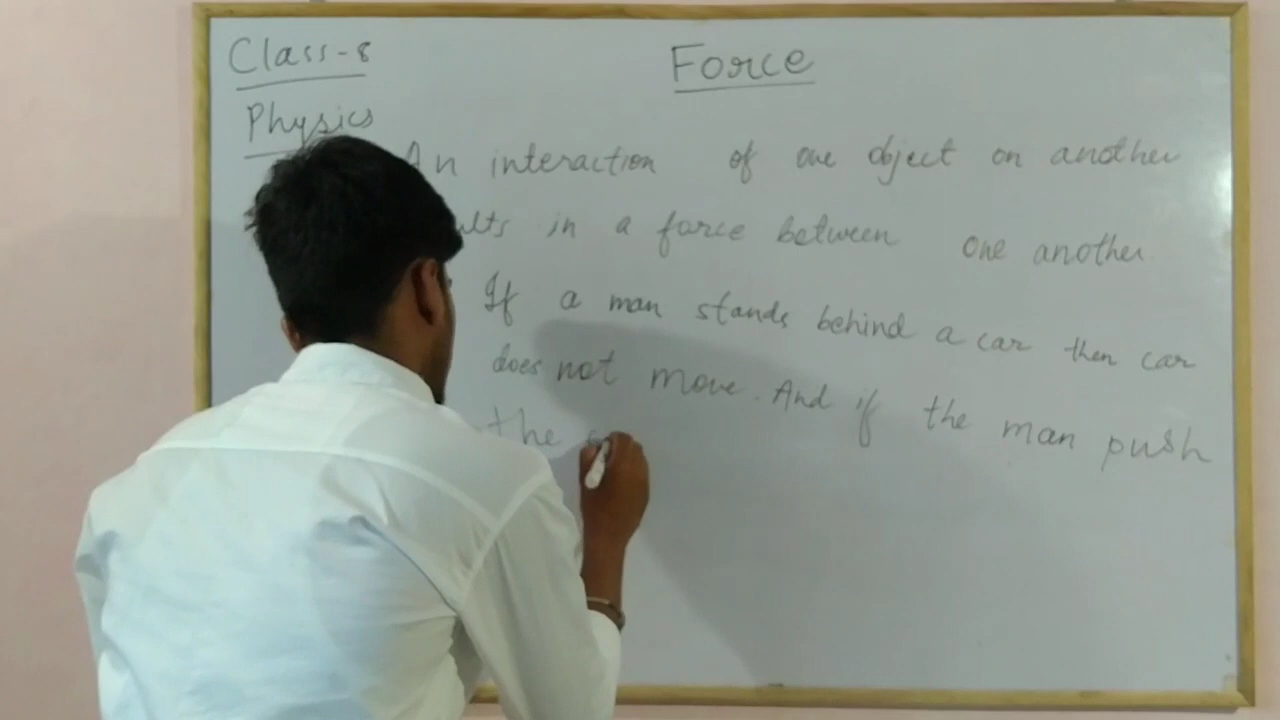 Class-8
Force
Physics
An interaction of one object on another
in a force between one another
If a man stands behind a car then car
does not move. And if the man push
the